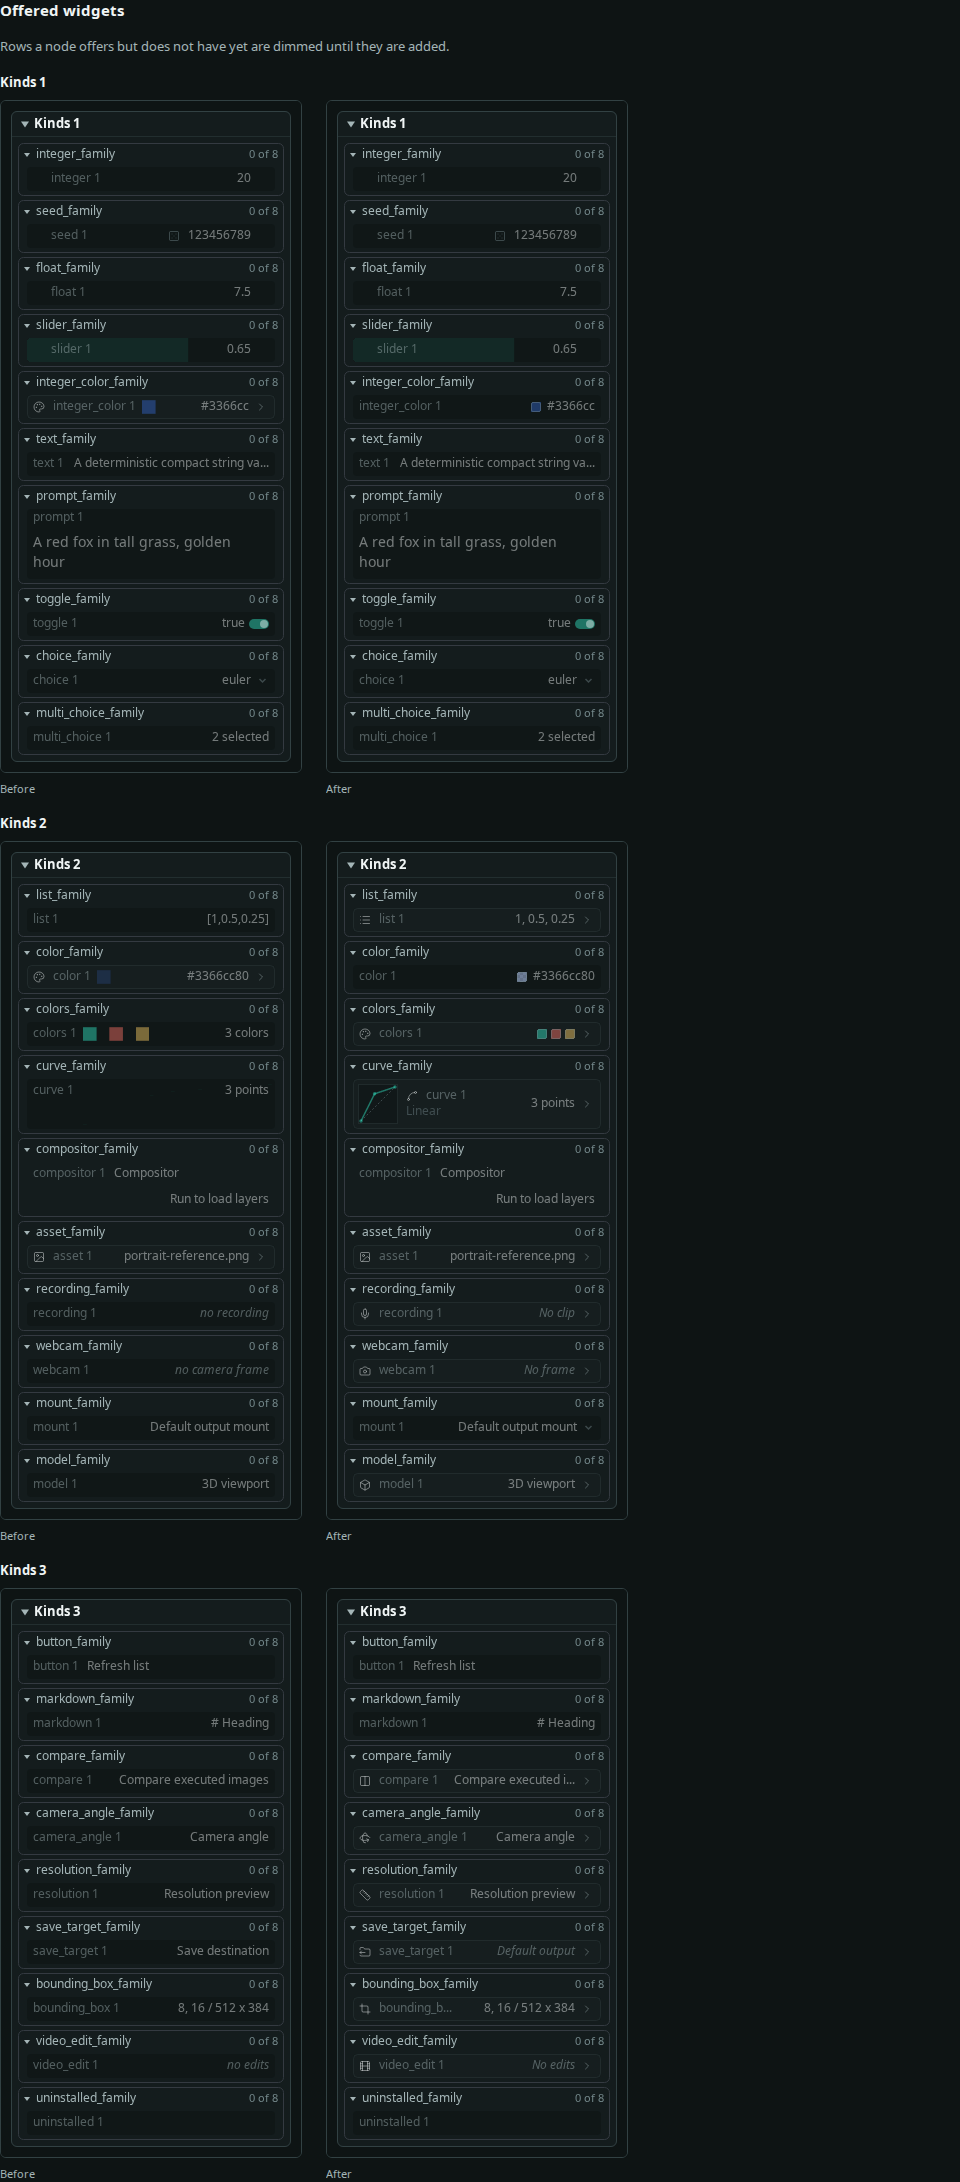 Offered widgets
Rows a node offers but does not have yet are dimmed until they are added.
Kinds 1
Kinds 1
integer_family 0 of 8
integer 1 20
seed_family 0 of 8
seed 1 123456789
float_family 0 of 8
float 1 7.5
slider_family 0 of 8
slider 1 0.65
integer_color_family 0 of 8
integer_color 1 #3366cc
text_family 0 of 8
text 1 A deterministic compact string va...
prompt_family 0 of 8
prompt 1
A red fox in tall grass, golden
hour
toggle_family 0 of 8
toggle 1 true
choice_family 0 of 8
choice 1 euler
multi_choice_family 0 of 8
multi_choice 1 2 selected
Before
Kinds 1
integer_family 0 of 8
integer 1 20
seed_family 0 of 8
seed 1 123456789
float_family 0 of 8
float 1 7.5
slider_family 0 of 8
slider 1 0.65
integer_color_family 0 of 8
integer_color 1 #3366cc
text_family 0 of 8
text 1 A deterministic compact string va...
prompt_family 0 of 8
prompt 1
A red fox in tall grass, golden
hour
toggle_family 0 of 8
toggle 1 true
choice_family 0 of 8
choice 1 euler
multi_choice_family 0 of 8
multi_choice 1 2 selected
After
Kinds 2
Kinds 2
list_family 0 of 8
list 1 [1,0.5,0.25]
color_family 0 of 8
color 1 #3366cc80
colors_family 0 of 8
colors 1 3 colors
curve_family 0 of 8
curve 1 3 points
compositor_family 0 of 8
compositor 1 Compositor
Run to load layers
asset_family 0 of 8
asset 1 portrait-reference.png
recording_family 0 of 8
recording 1 no recording
webcam_family 0 of 8
webcam 1 no camera frame
mount_family 0 of 8
mount 1 Default output mount
model_family 0 of 8
model 1 3D viewport
Before
Kinds 2
list_family 0 of 8
list 1 1, 0.5, 0.25
color_family 0 of 8
color 1 #3366cc80
colors_family 0 of 8
colors 1
curve_family 0 of 8
curve 1 3 points
Linear
compositor_family 0 of 8
compositor 1 Compositor
Run to load layers
asset_family 0 of 8
asset 1 portrait-reference.png
recording_family 0 of 8
recording 1 No clip
webcam_family 0 of 8
webcam 1 No frame
mount_family 0 of 8
mount 1 Default output mount
model_family 0 of 8
model 1 3D viewport
After
Kinds 3
Kinds 3
button_family 0 of 8
button 1 Refresh list
markdown_family 0 of 8
markdown 1 # Heading
compare_family 0 of 8
compare 1 Compare executed images
camera_angle_family 0 of 8
camera_angle 1 Camera angle
resolution_family 0 of 8
resolution 1 Resolution preview
save_target_family 0 of 8
save_target 1 Save destination
bounding_box_family 0 of 8
bounding_box 1 8, 16 / 512 x 384
video_edit_family 0 of 8
video_edit 1 no edits
uninstalled_family 0 of 8
uninstalled 1
Before
Kinds 3
button_family 0 of 8
button 1 Refresh list
markdown_family 0 of 8
markdown 1 # Heading
compare_family 0 of 8
compare 1 Compare executed i...
camera_angle_family 0 of 8
camera_angle 1 Camera angle
resolution_family 0 of 8
resolution 1 Resolution preview
save_target_family 0 of 8
save_target 1 Default output
bounding_box_family 0 of 8
bounding_b... 8, 16 / 512 x 384
video_edit_family 0 of 8
video_edit 1 No edits
uninstalled_family 0 of 8
uninstalled 1
After